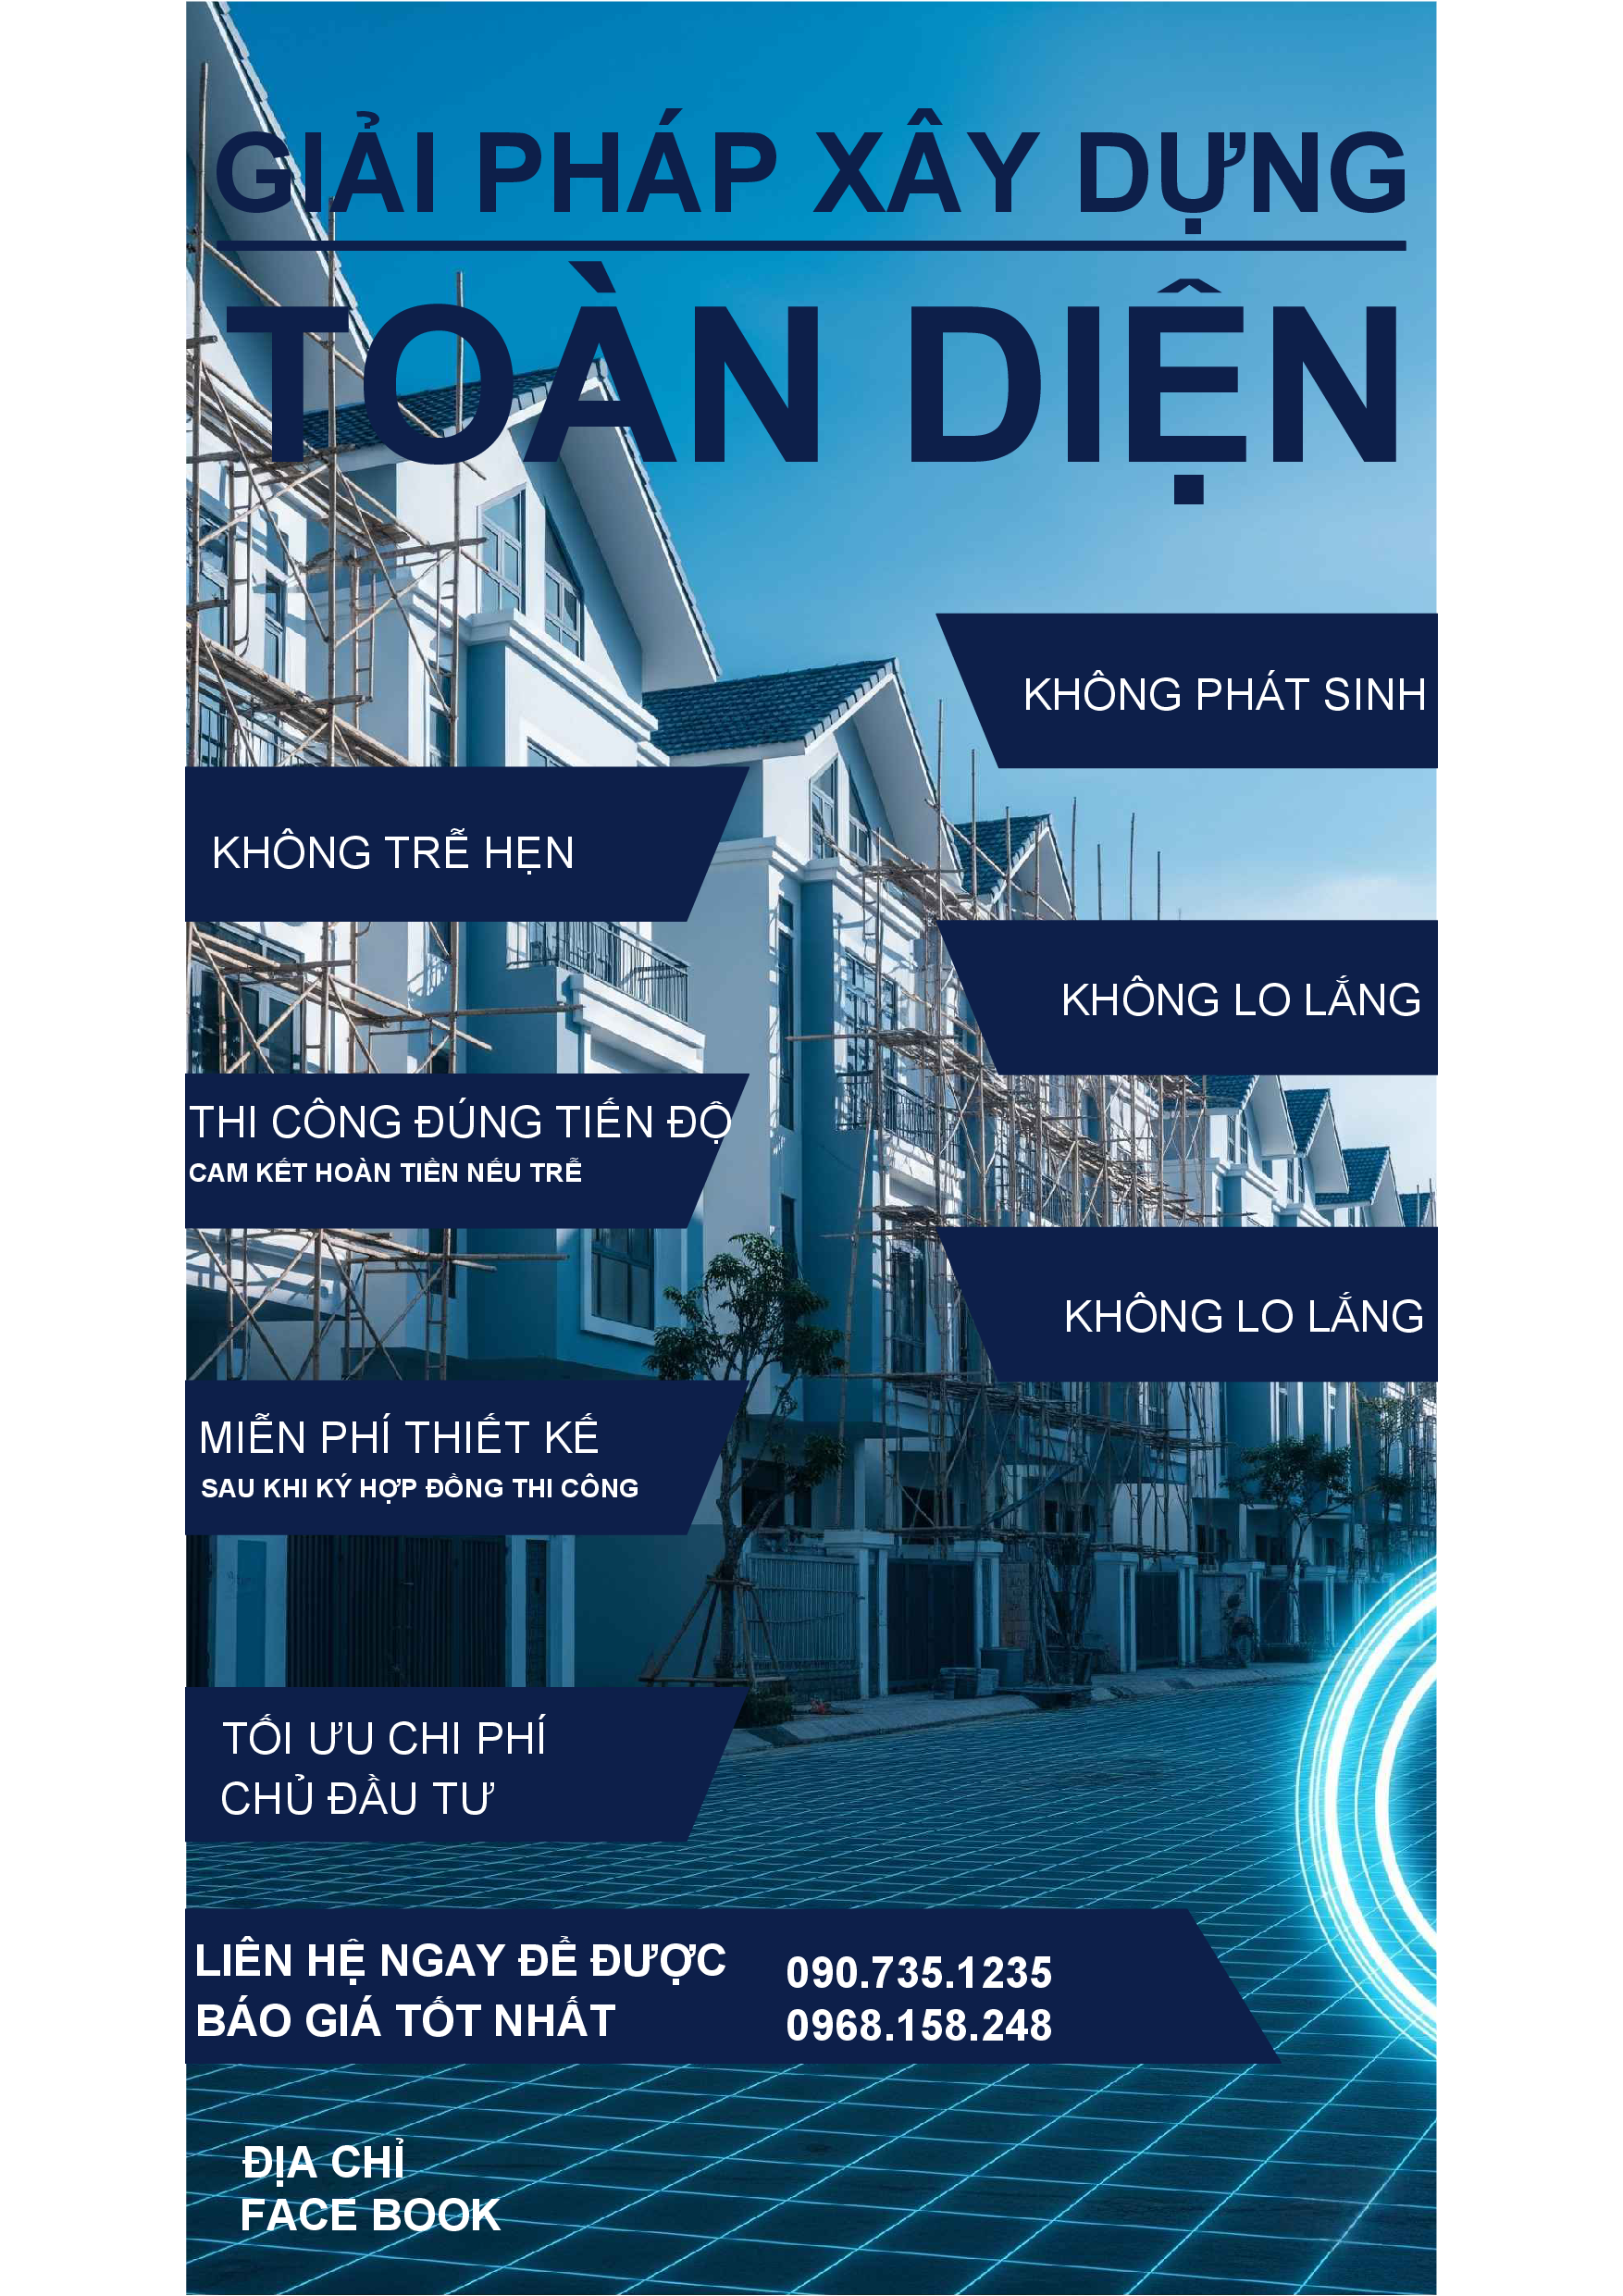 GIẢI PHÁP XÂY DỰNG
TOÀN DIỆN
KHÔNG PHÁT SINH
KHÔNG TRỄ HẸN
KHÔNG LO LẮNG
THI CÔNG ĐÚNG TIẾN ĐỘ
CAM KẾT HOÀN TIỀN NẾU TRỄ
KHÔNG LO LẮNG
MIỄN PHÍ THIẾT KẾ
SAU KHI KÝ HỢP ĐỒNG THI CÔNG
TỐI ƯU CHI PHÍ
CHỦ ĐẦU TƯ
LIÊN HỆ NGAY ĐỂ ĐƯỢC
BÁO GIÁ TỐT NHẤT
090.735.1235
0968.158.248
ĐỊA CHỈ
FACE BOOK